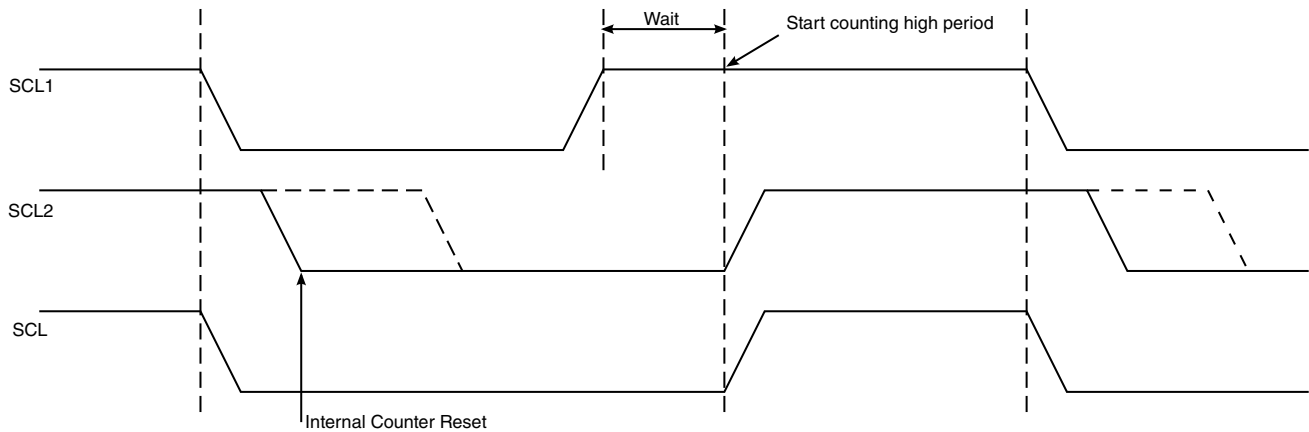 Wait
Start counting high period
SCL1
SCL2
SCL
Internal Counter Reset